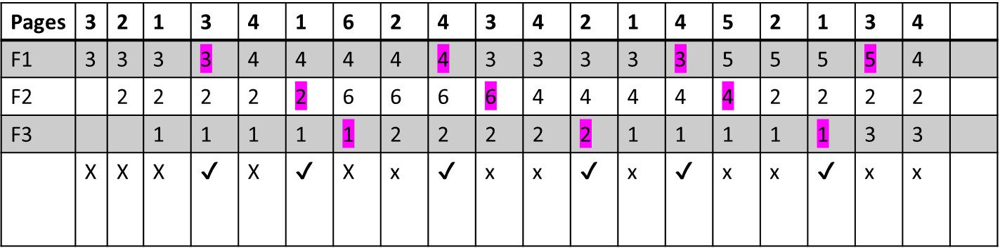 Pages 3 2 1 3 4 1 6 2 4 3 4 2 1 4 5 2 1 3 4
F1 3 3 3 3 4 4 4 4 4 3 3 3 3 3 5 5 5 5 4
F2 2 2 2 2 2 6 6 6 6 4 4 4 4 4 2 2 2 2
F3 1 1 1 1 1 2 2 2 2 2 1 1 1 1 1 3 3
X X X ✓ X ✓ X x ✓ x x ✓ x ✓ x x ✓ x x